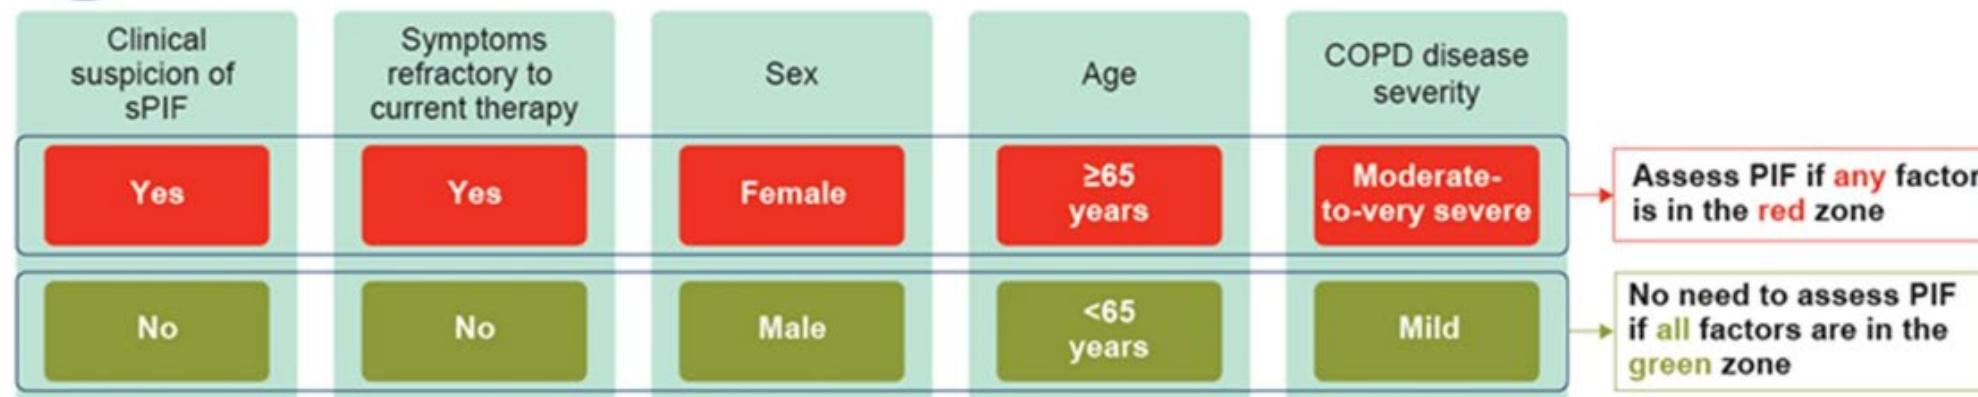 Clinical
suspicion of
sPIF
Symptoms
refractory to
current therapy
Sex
Age
COPD disease
severity
Yes
Yes
Female
≥65
years
Moderate-
to-very severe
Assess PIF if any factor
is in the red zone
No
No
Male
<65
years
Mild
No need to assess PIF
if all factors are in the
green zone